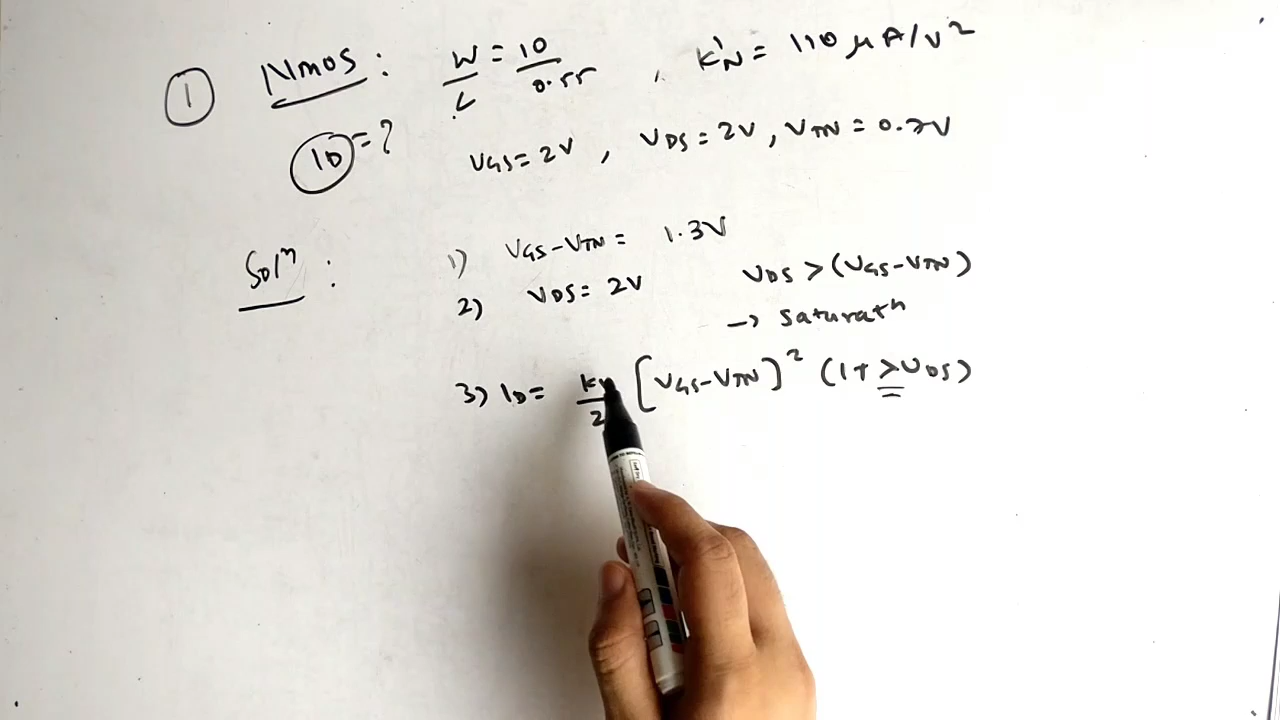 ① NMOS: W/L = 10/0.55, K'N = 110 μA/V²
ID = ? VGS = 2V, VDS = 2V, VTN = 0.7V
Solⁿ: 1) VGS-VTN = 1.3V
2) VDS = 2V VDS > (VGS-VTN)
→ Saturatⁿ
3) ID = /2 [VGS-VTN]² (1+λVDS)